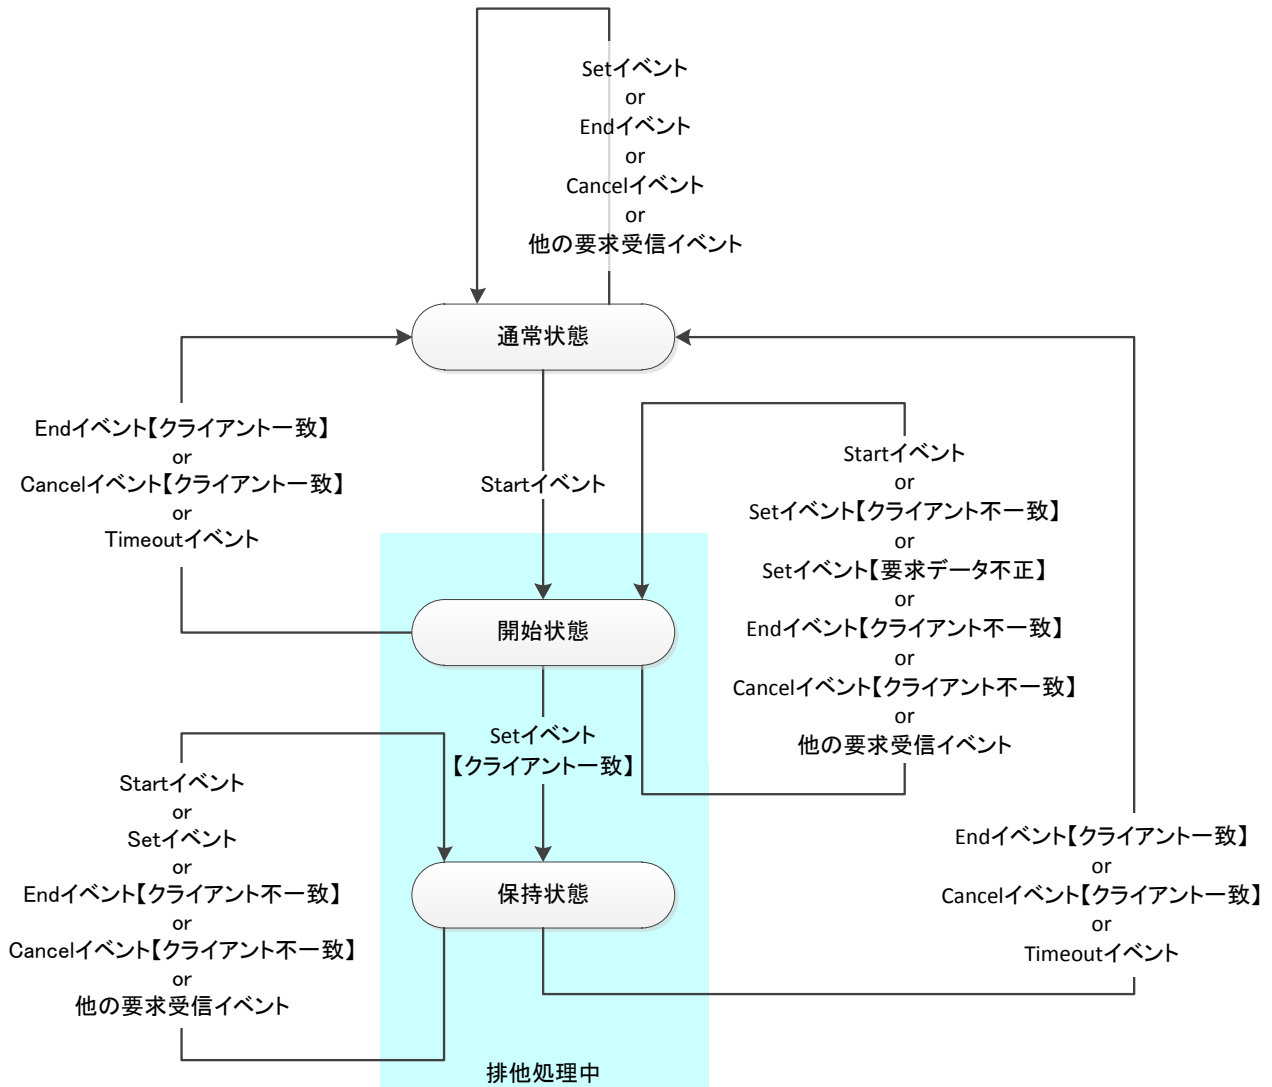 Setイベント
or
Endイベント
or
Cancelイベント
or
他の要求受信イベント
通常状態
Endイベント【クライアント一致】
or
Cancelイベント【クライアント一致】
or
Timeoutイベント
Startイベント
Startイベント
or
Setイベント【クライアント不一致】
or
Setイベント【要求データ不正】
or
Endイベント【クライアント不一致】
or
Cancelイベント【クライアント不一致】
or
他の要求受信イベント
開始状態
Setイベント
【クライアント一致】
Startイベント
or
Setイベント
or
Endイベント【クライアント不一致】
or
Cancelイベント【クライアント不一致】
or
他の要求受信イベント
保持状態
Endイベント【クライアント一致】
or
Cancelイベント【クライアント一致】
or
Timeoutイベント
排他処理中